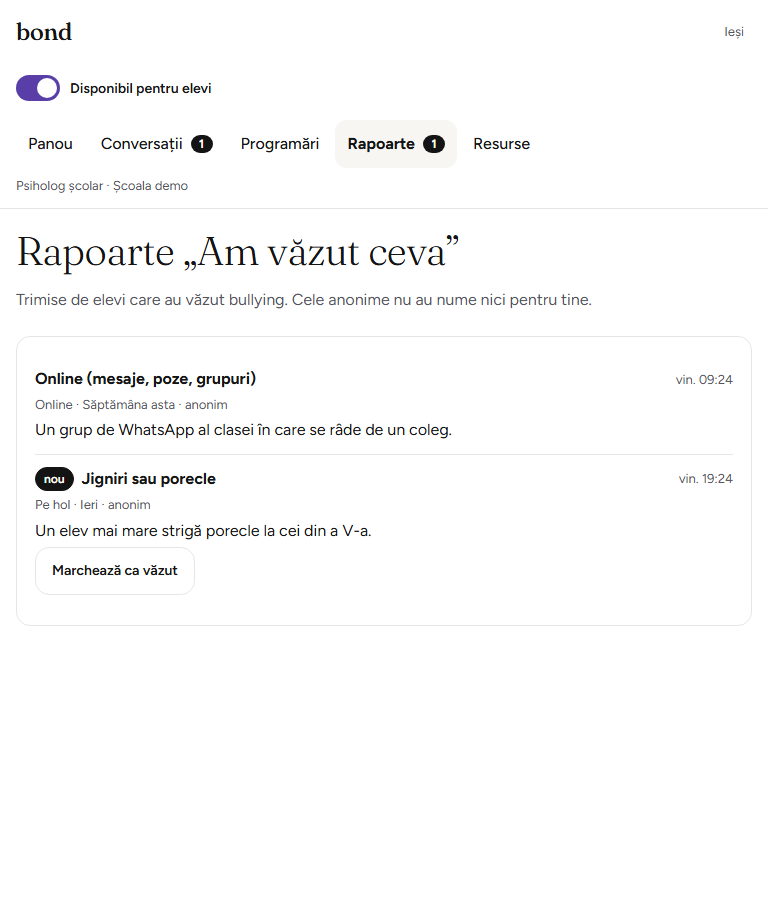 bond
Ieși
Disponibil pentru elevi
Panou Conversații 1 Programări Rapoarte 1 Resurse
Psiholog școlar · Școala demo
Rapoarte „Am văzut ceva”
Trimise de elevi care au văzut bullying. Cele anonime nu au nume nici pentru tine.
Online (mesaje, poze, grupuri) vin. 09:24
Online · Săptămâna asta · anonim
Un grup de WhatsApp al clasei în care se râde de un coleg.
nou Jigniri sau porecle vin. 19:24
Pe hol · Ieri · anonim
Un elev mai mare strigă porecle la cei din a V-a.
Marchează ca văzut